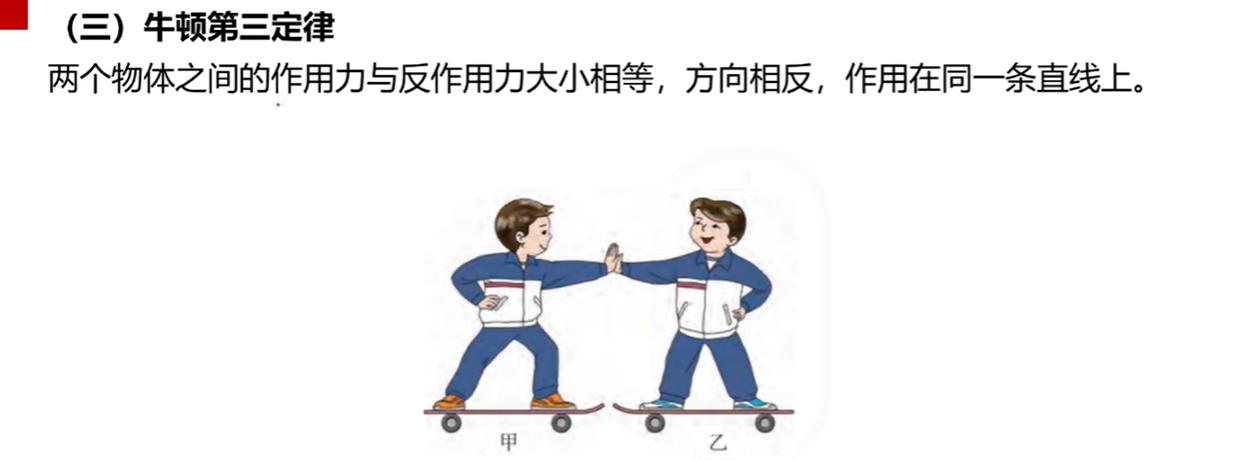 （三）牛顿第三定律
两个物体之间的作用力与反作用力大小相等，方向相反，作用在同一条直线上。
甲
乙